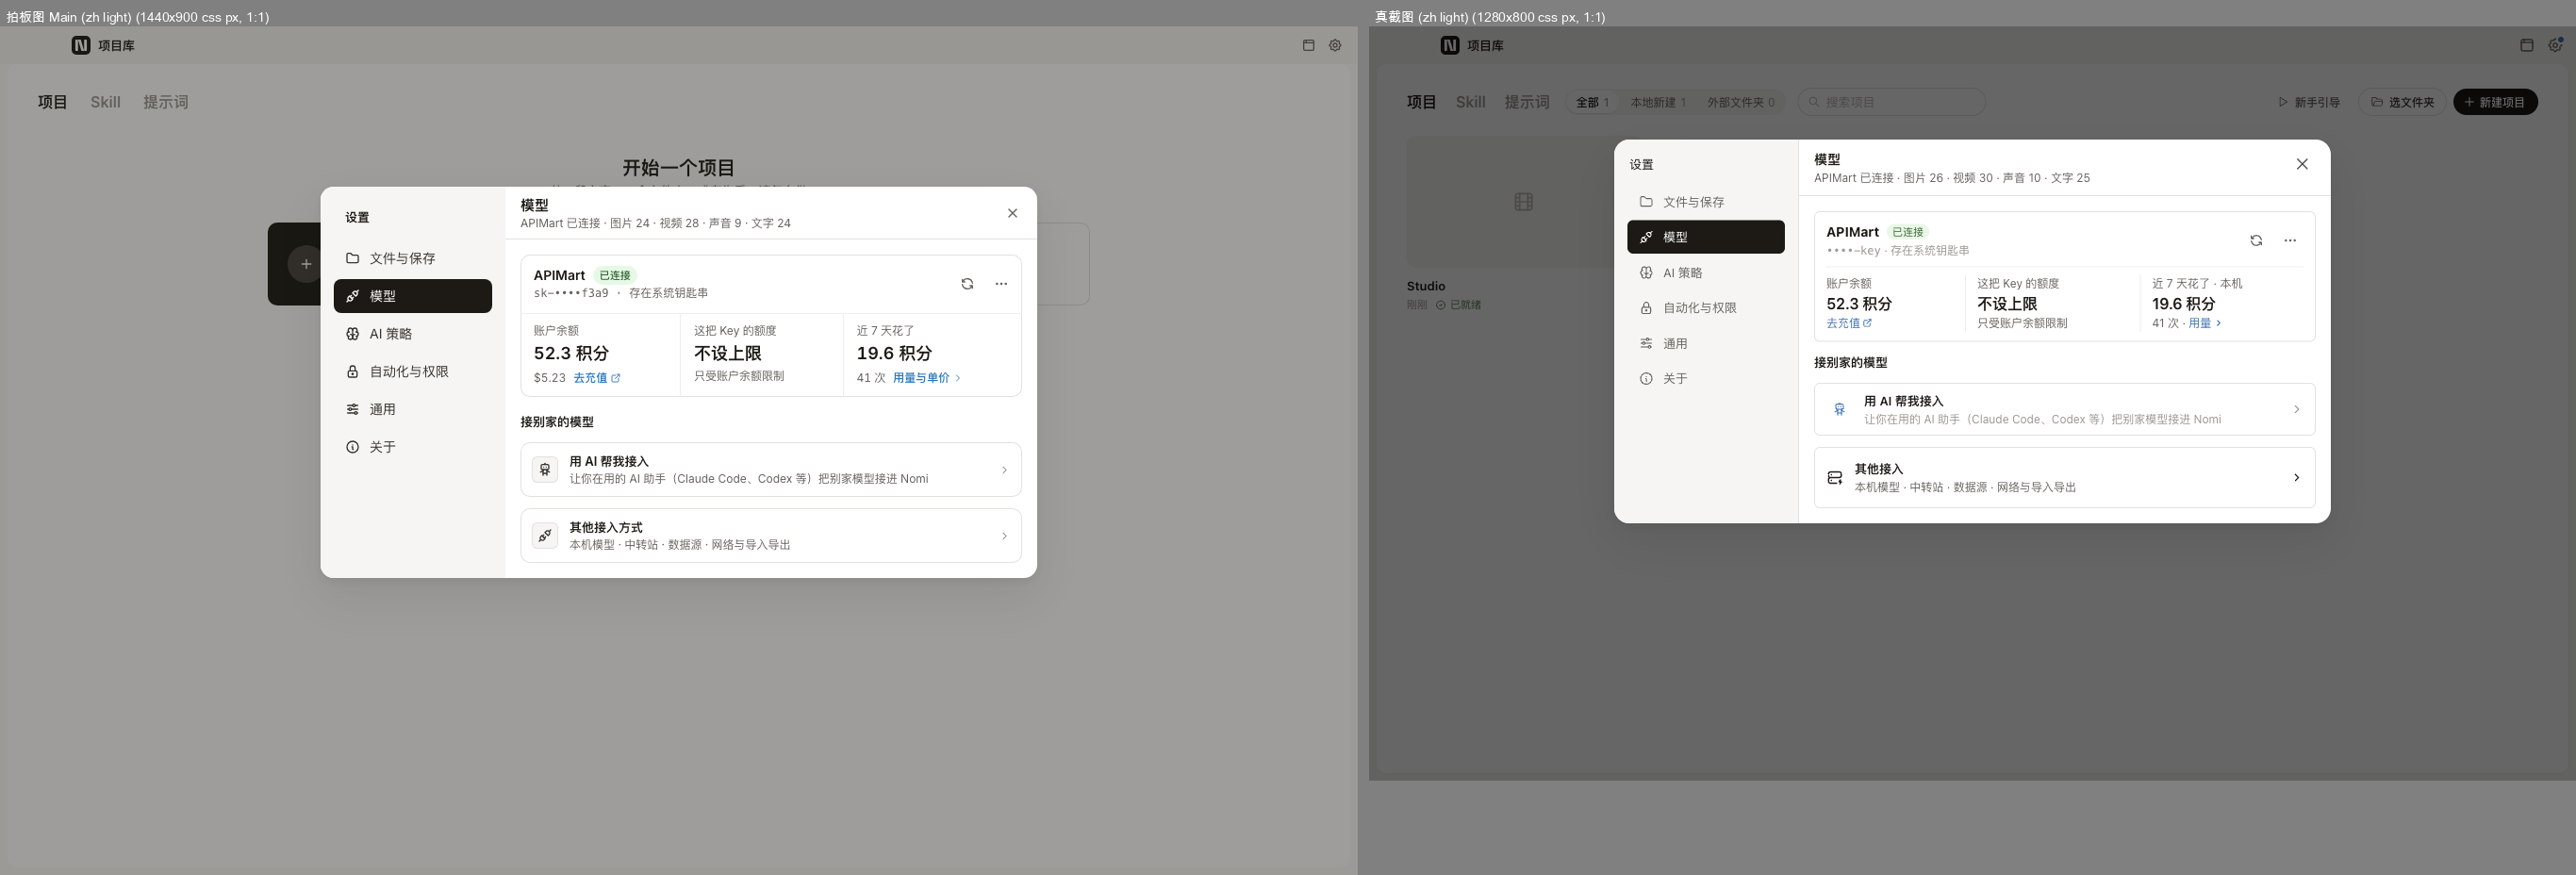 拍板图 Main (zh light) (1440x900 css px, 1:1)
项目库
项目 Skill 提示词
开始一个项目
设置
文件与保存
模型
AI 策略
自动化与权限
通用
关于
模型
APIMart 已连接 · 图片 24 · 视频 28 · 声音 9 · 文字 24
APIMart 已连接
sk-••••f3a9 · 存在系统钥匙串
账户余额
52.3 积分
$5.23 去充值
这把 Key 的额度
不设上限
只受账户余额限制
近 7 天花了
19.6 积分
41 次 用量与单价
接别家的模型
用 AI 帮我接入
让你在用的 AI 助手（Claude Code、Codex 等）把别家模型接进 Nomi
其他接入方式
本机模型 · 中转站 · 数据源 · 网络与导入导出
真截图 (zh light) (1280x800 css px, 1:1)
项目库
项目 Skill 提示词 全部 1 本地新建 1 外部文件夹 0 搜索项目 新手引导 选文件夹 新建项目
Studio
刚刚 已就绪
设置
文件与保存
模型
AI 策略
自动化与权限
通用
关于
模型
APIMart 已连接 · 图片 26 · 视频 30 · 声音 10 · 文字 25
APIMart 已连接
••••-key · 存在系统钥匙串
账户余额
52.3 积分
去充值
这把 Key 的额度
不设上限
只受账户余额限制
近 7 天花了 · 本机
19.6 积分
41 次 · 用量
接别家的模型
用 AI 帮我接入
让你在用的 AI 助手（Claude Code、Codex 等）把别家模型接进 Nomi
其他接入
本机模型 · 中转站 · 数据源 · 网络与导入导出